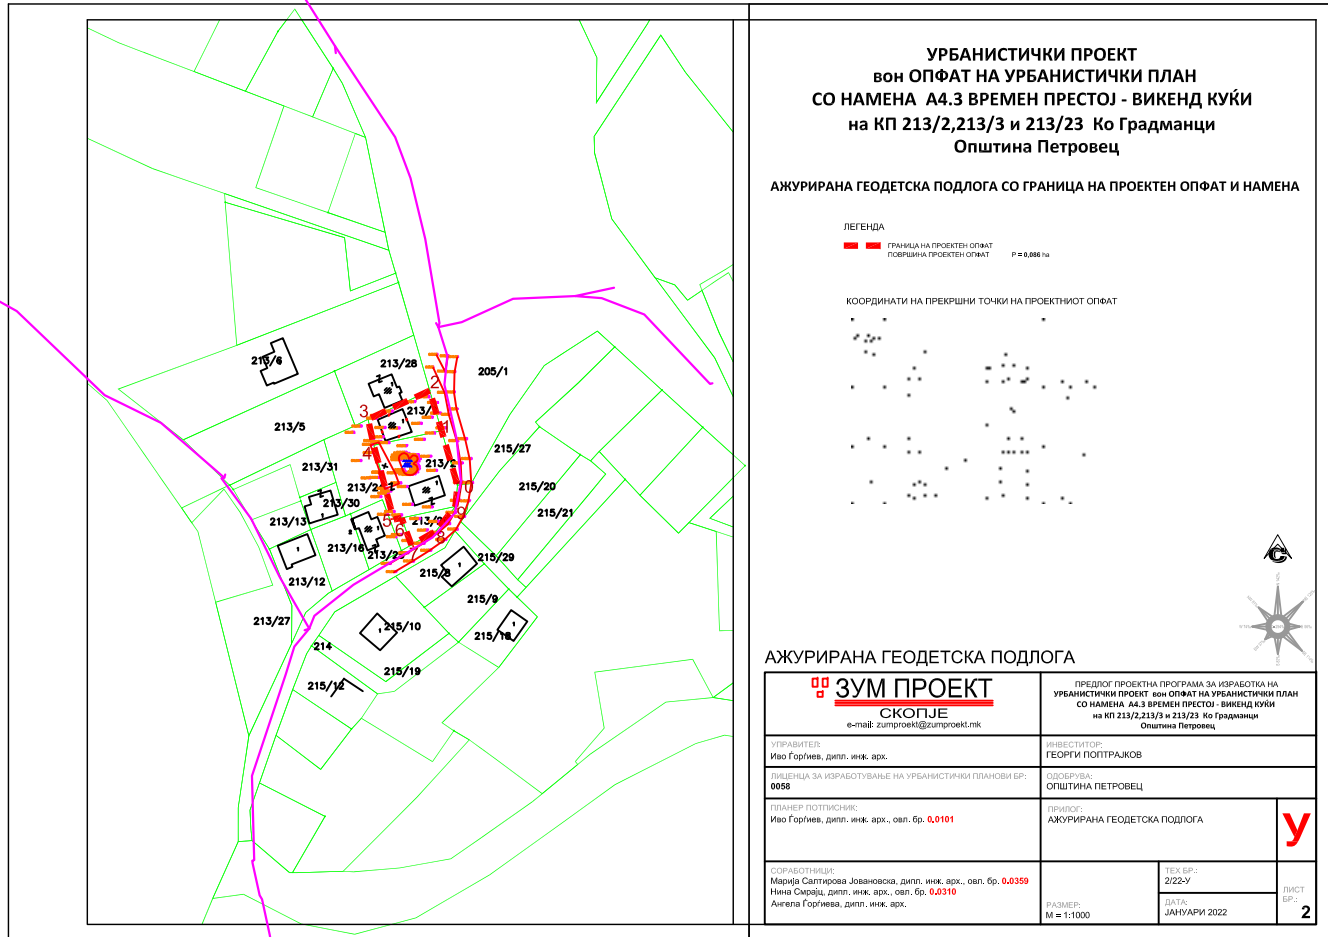 УРБАНИСТИЧКИ ПРОЕКТ
вон ОПФАТ НА УРБАНИСТИЧКИ ПЛАН
СО НАМЕНА А4.3 ВРЕМЕН ПРЕСТОЈ - ВИКЕНД КУЌИ
на КП 213/2,213/3 и 213/23 Ко Градманци
Општина Петровец
АЖУРИРАНА ГЕОДЕТСКА ПОДЛОГА СО ГРАНИЦА НА ПРОЕКТЕН ОПФАТ И НАМЕНА
ЛЕГЕНДА
ГРАНИЦА НА ПРОЕКТЕН ОПФАТ
ПОВРШИНА ПРОЕКТЕН ОПФАТ P = 0,086 ha
КООРДИНАТИ НА ПРЕКРШНИ ТОЧКИ НА ПРОЕКТНИОТ ОПФАТ
213/6
213/28
205/1
2
3
213/5
4
215/27
213/31
213/2
213/30
215/20
213/13
215/21
5
6
9
8
213/16
215/29
215/8
213/12
215/9
213/27
215/10
214
215/19
215/12
АЖУРИРАНА ГЕОДЕТСКА ПОДЛОГА
ЗУМ ПРОЕКТ
СКОПЈЕ
e-mail: zumproekt@zumproekt.mk
ПРЕДЛОГ ПРОЕКТНА ПРОГРАМА ЗА ИЗРАБОТКА НА
УРБАНИСТИЧКИ ПРОЕКТ вон ОПФАТ НА УРБАНИСТИЧКИ ПЛАН
СО НАМЕНА А4.3 ВРЕМЕН ПРЕСТОЈ - ВИКЕНД КУЌИ
на КП 213/2,213/3 и 213/23 Ко Градманци
Општина Петровец
УПРАВИТЕЛ:
Иво Ѓорѓиев, дипл. инж. арх.
ИНВЕСТИТОР:
ГЕОРГИ ПОПТРАЈКОВ
ЛИЦЕНЦА ЗА ИЗРАБОТУВАЊЕ НА УРБАНИСТИЧКИ ПЛАНОВИ БР:
0058
ОДОБРУВА:
ОПШТИНА ПЕТРОВЕЦ
ПЛАНЕР ПОТПИСНИК:
Иво Ѓорѓиев, дипл. инж. арх., овл. бр. 0.0101
ПРИЛОГ:
АЖУРИРАНА ГЕОДЕТСКА ПОДЛОГА
У
СОРАБОТНИЦИ:
Марија Салтирова Јовановска, дипл. инж. арх., овл. бр. 0.0359
Нина Смрајц, дипл. инж. арх., овл. бр. 0.0310
Ангела Ѓорѓиева, дипл. инж. арх.
РАЗМЕР:
М = 1:1000
ТЕХ БР.:
2/22-У
ДАТА:
ЈАНУАРИ 2022
ЛИСТ
БР.:
2